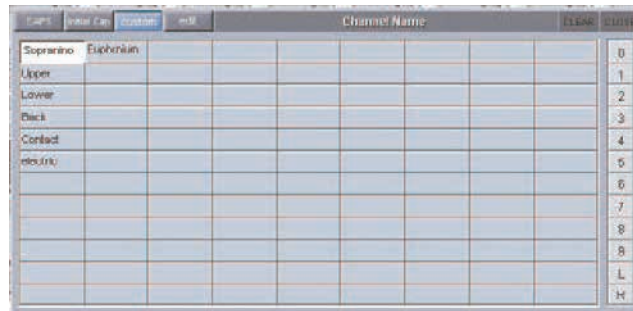 CAPS Initial Cap custom edit Channel Name CLEAR
Sopranino Euphmium 0
Upper 1
Lower 2
Back 3
Contact 4
electric 5
6
7
8
9
L
H